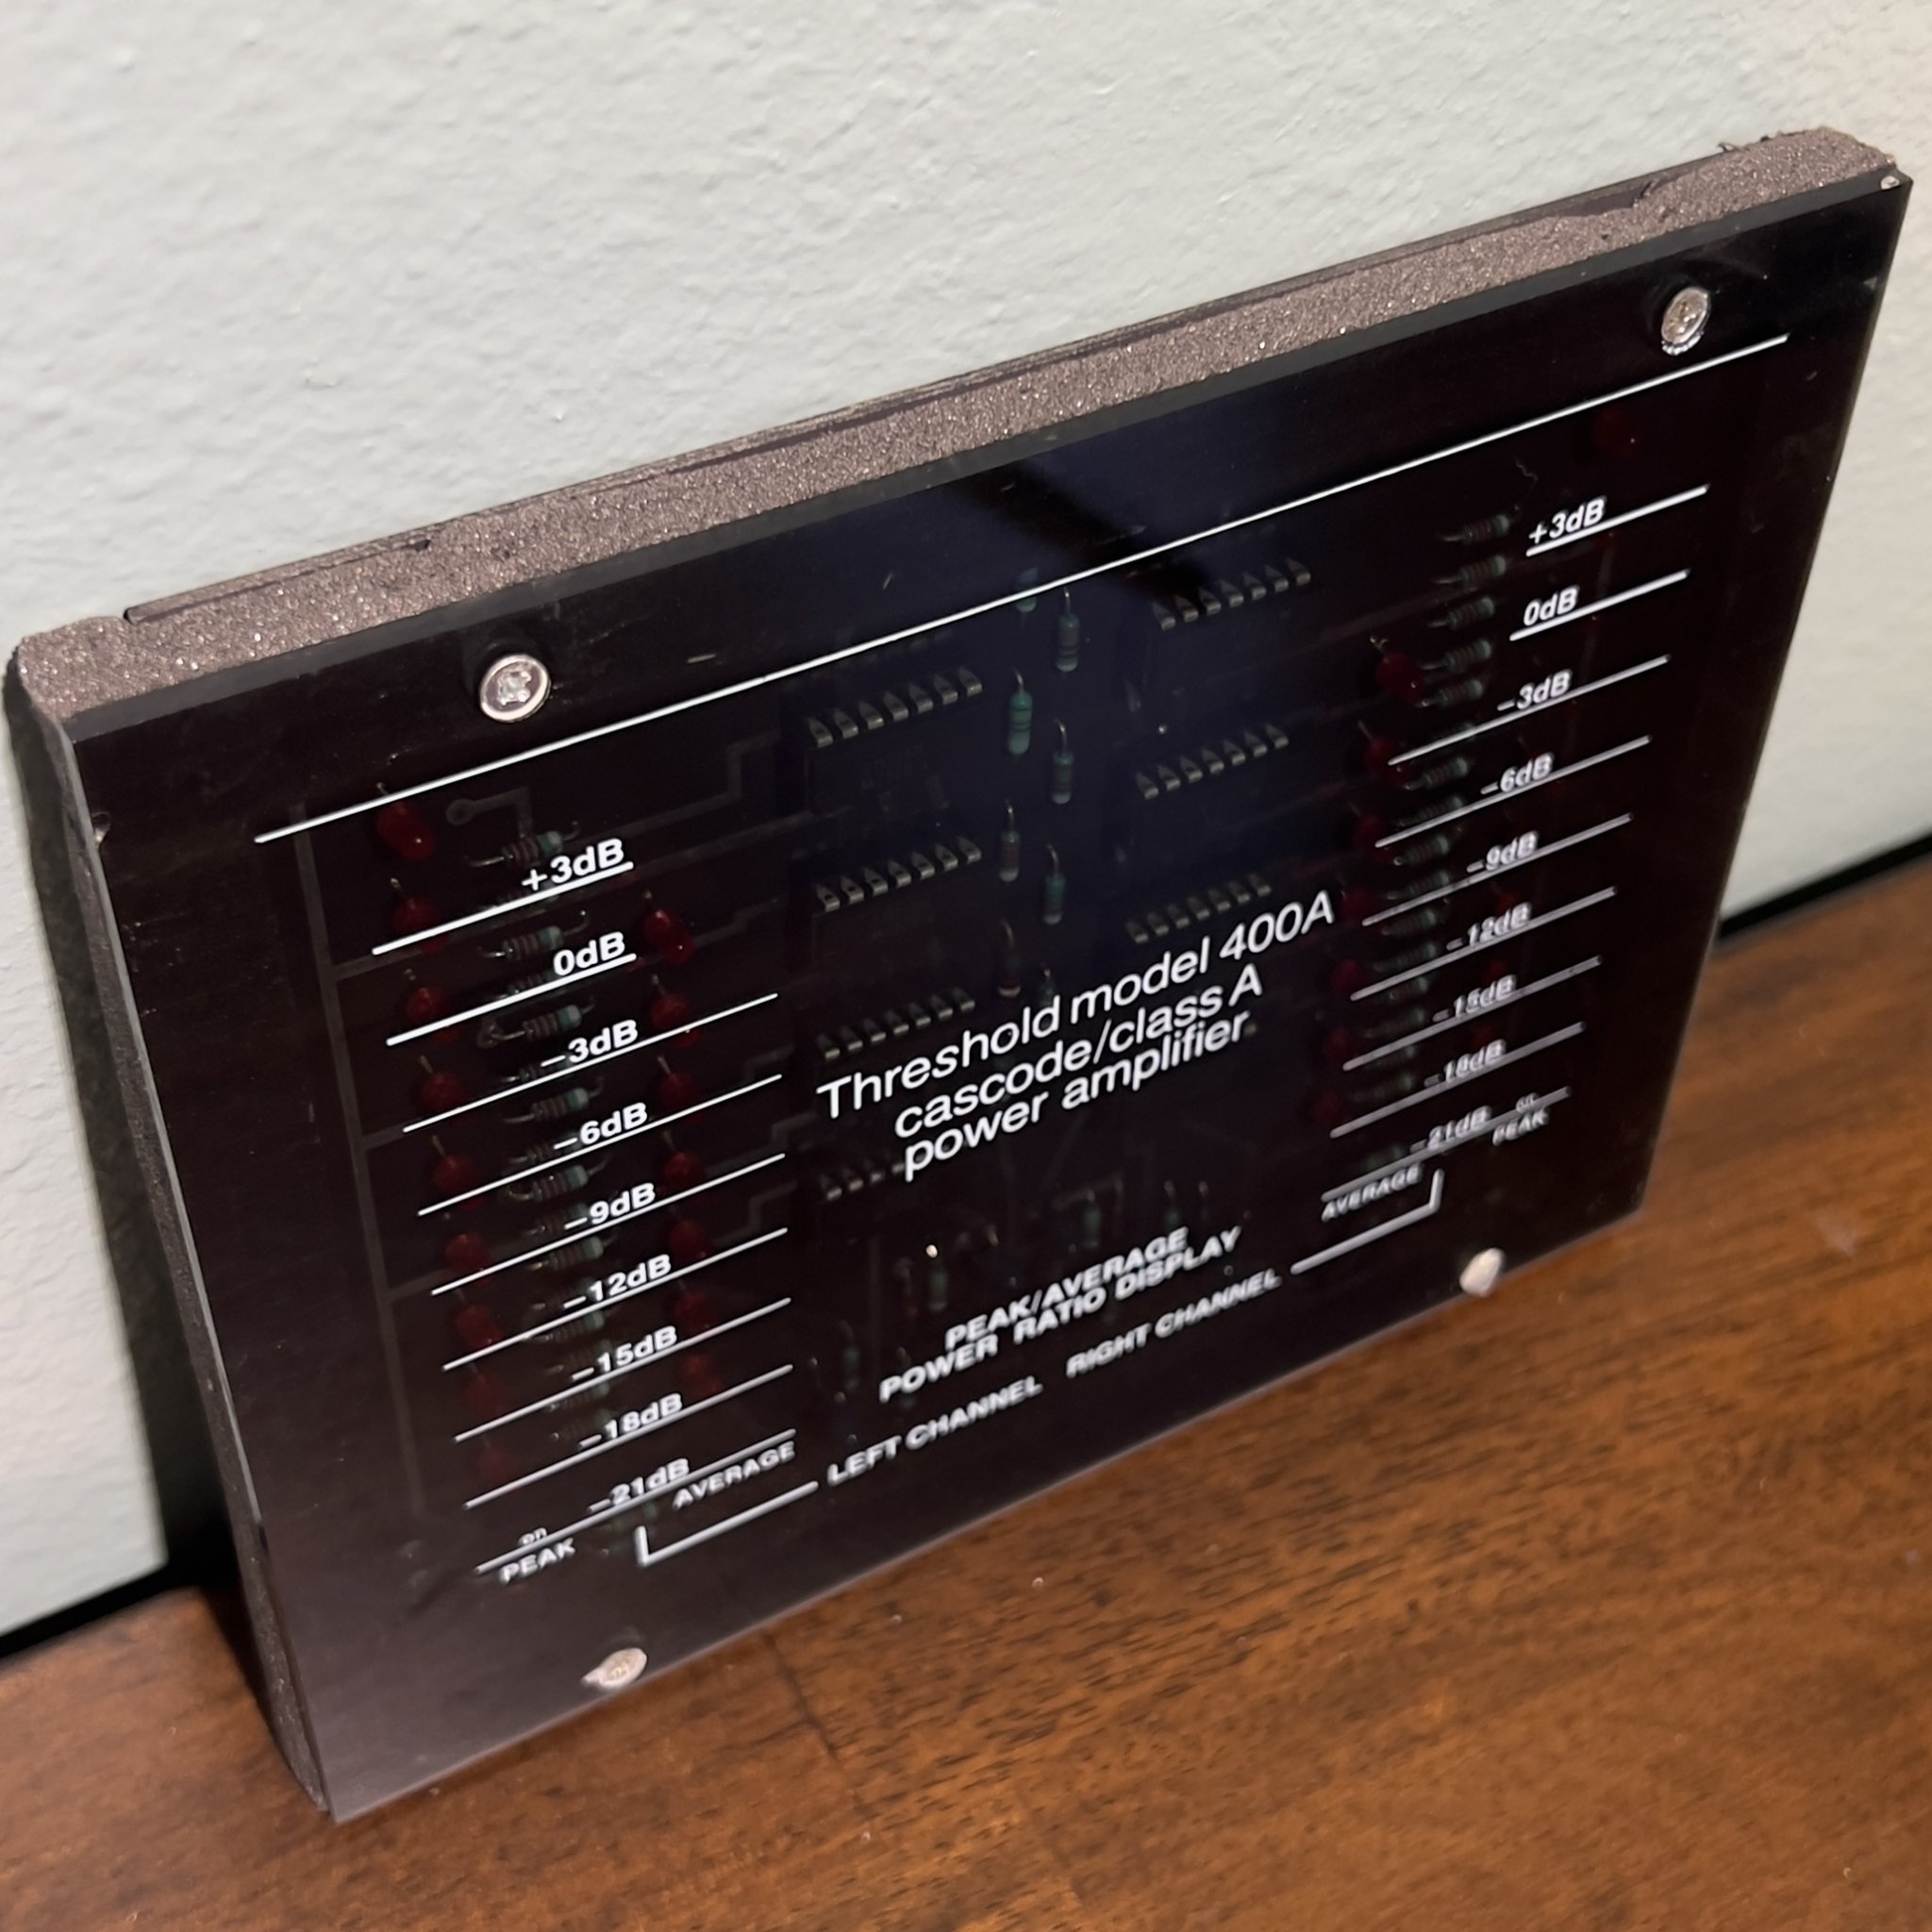 +3dB
0dB
−3dB
−6dB
−9dB
−12dB
−15dB
−18dB
−21dB
on
PEAK
AVERAGE
Threshold model 400A
cascode/class A
power amplifier
PEAK/AVERAGE
POWER RATIO DISPLAY
LEFT CHANNEL RIGHT CHANNEL
+3dB
0dB
−3dB
−6dB
−9dB
−12dB
−15dB
−18dB
−21dB
on
AVERAGE
PEAK